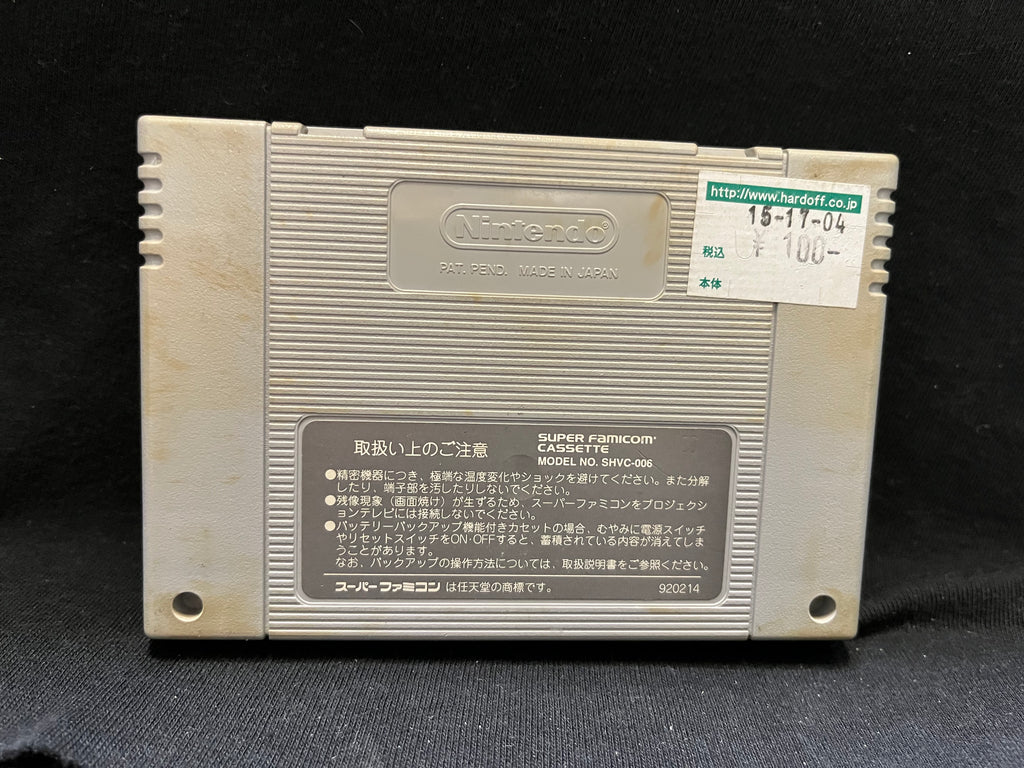 Nintendo®
PAT. PEND. MADE IN JAPAN
http://www.hardoff.co.jp
15-17-04
税込 ¥ 100-
本体
取扱い上のご注意
SUPER FAMICOM
CASSETTE
MODEL NO. SHVC-006
●精密機器につき、極端な温度変化やショックを避けてください。また分解
したり、端子部を汚したりしないでください。
●残像現象（画面焼け）が生ずるため、スーパーファミコンをプロジェクシ
ョンテレビには接続しないでください。
●バッテリーバックアップ機能付きカセットの場合、むやみに電源スイッチ
やリセットスイッチをON・OFFすると、蓄積されている内容が消えてしま
うことがあります。
なお、バックアップの操作方法については、取扱説明書をご参照ください。
スーパーファミコン は任天堂の商標です。
920214